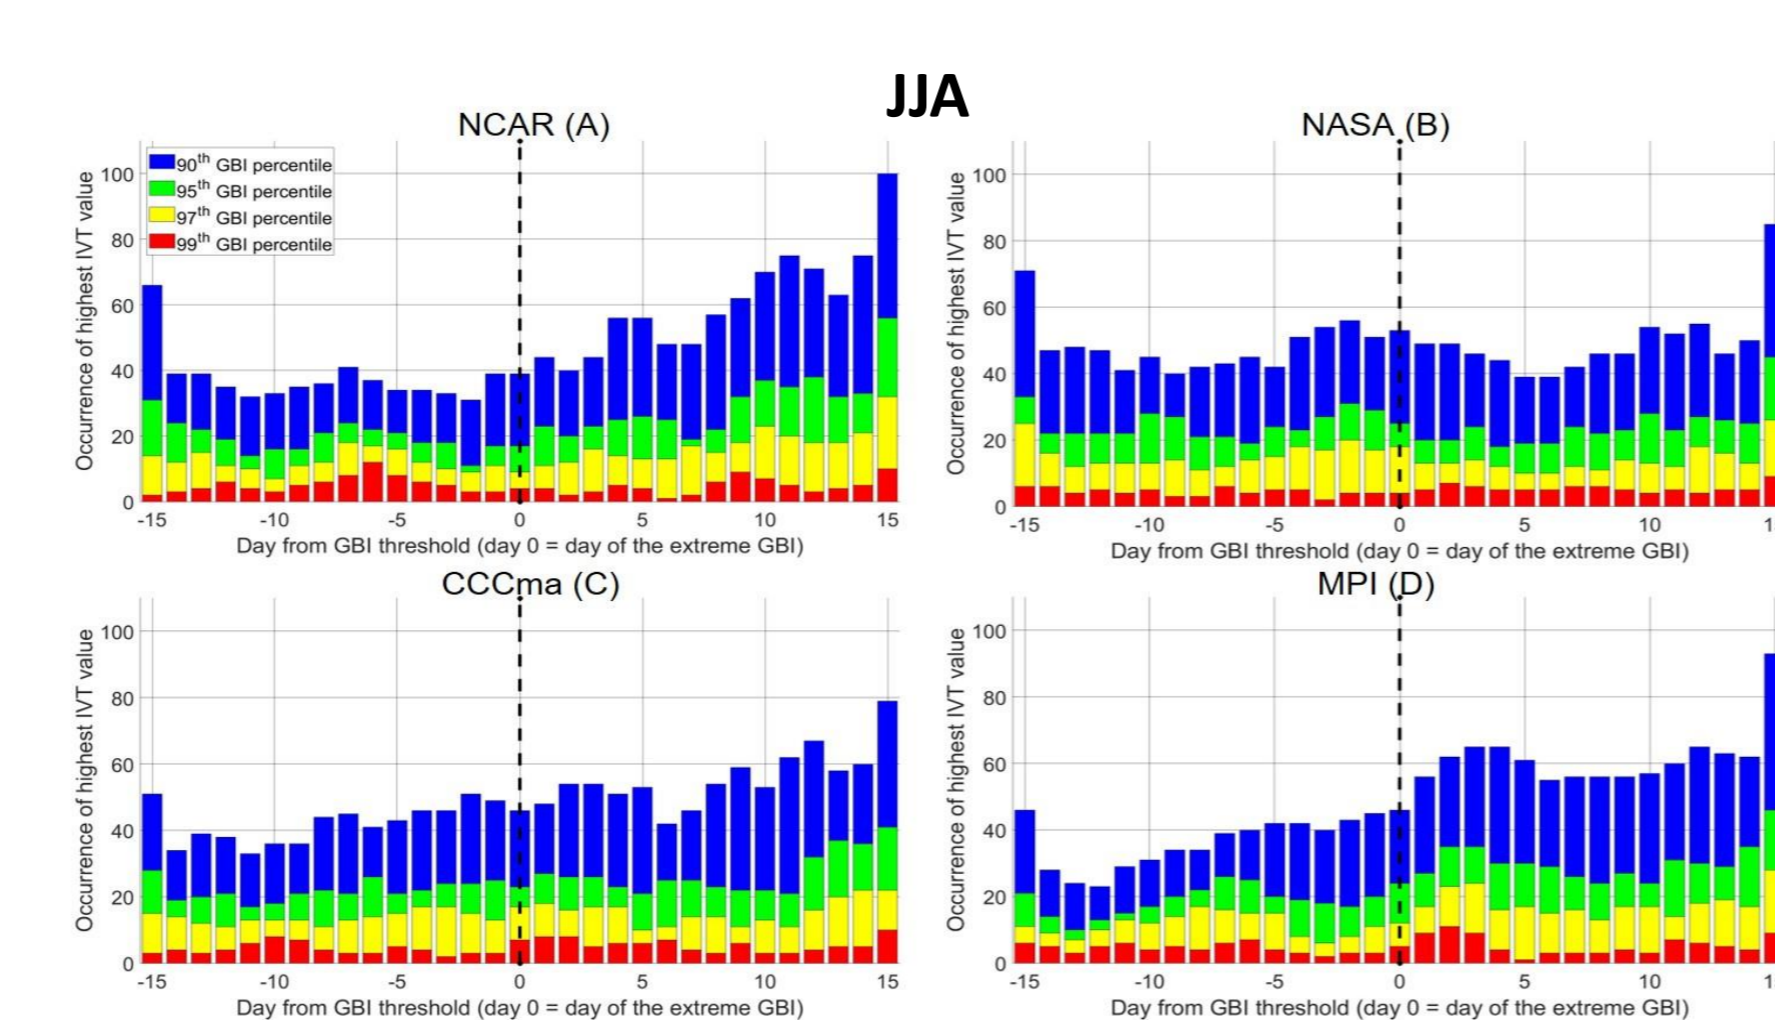 JJA
NCAR (A)
90th GBI percentile
95th GBI percentile
97th GBI percentile
99th GBI percentile
Occurrence of highest IVT value
100
80
60
40
20
0
-15 -10 -5 0 5 10 15
Day from GBI threshold (day 0 = day of the extreme GBI)
NASA (B)
Occurrence of highest IVT value
100
80
60
40
20
0
-15 -10 -5 0 5 10 1
Day from GBI threshold (day 0 = day of the extreme GBI)
CCCma (C)
Occurrence of highest IVT value
100
80
60
40
20
0
-15 -10 -5 0 5 10 15
Day from GBI threshold (day 0 = day of the extreme GBI)
MPI (D)
Occurrence of highest IVT value
100
80
60
40
20
0
-15 -10 -5 0 5 10 1
Day from GBI threshold (day 0 = day of the extreme GBI)